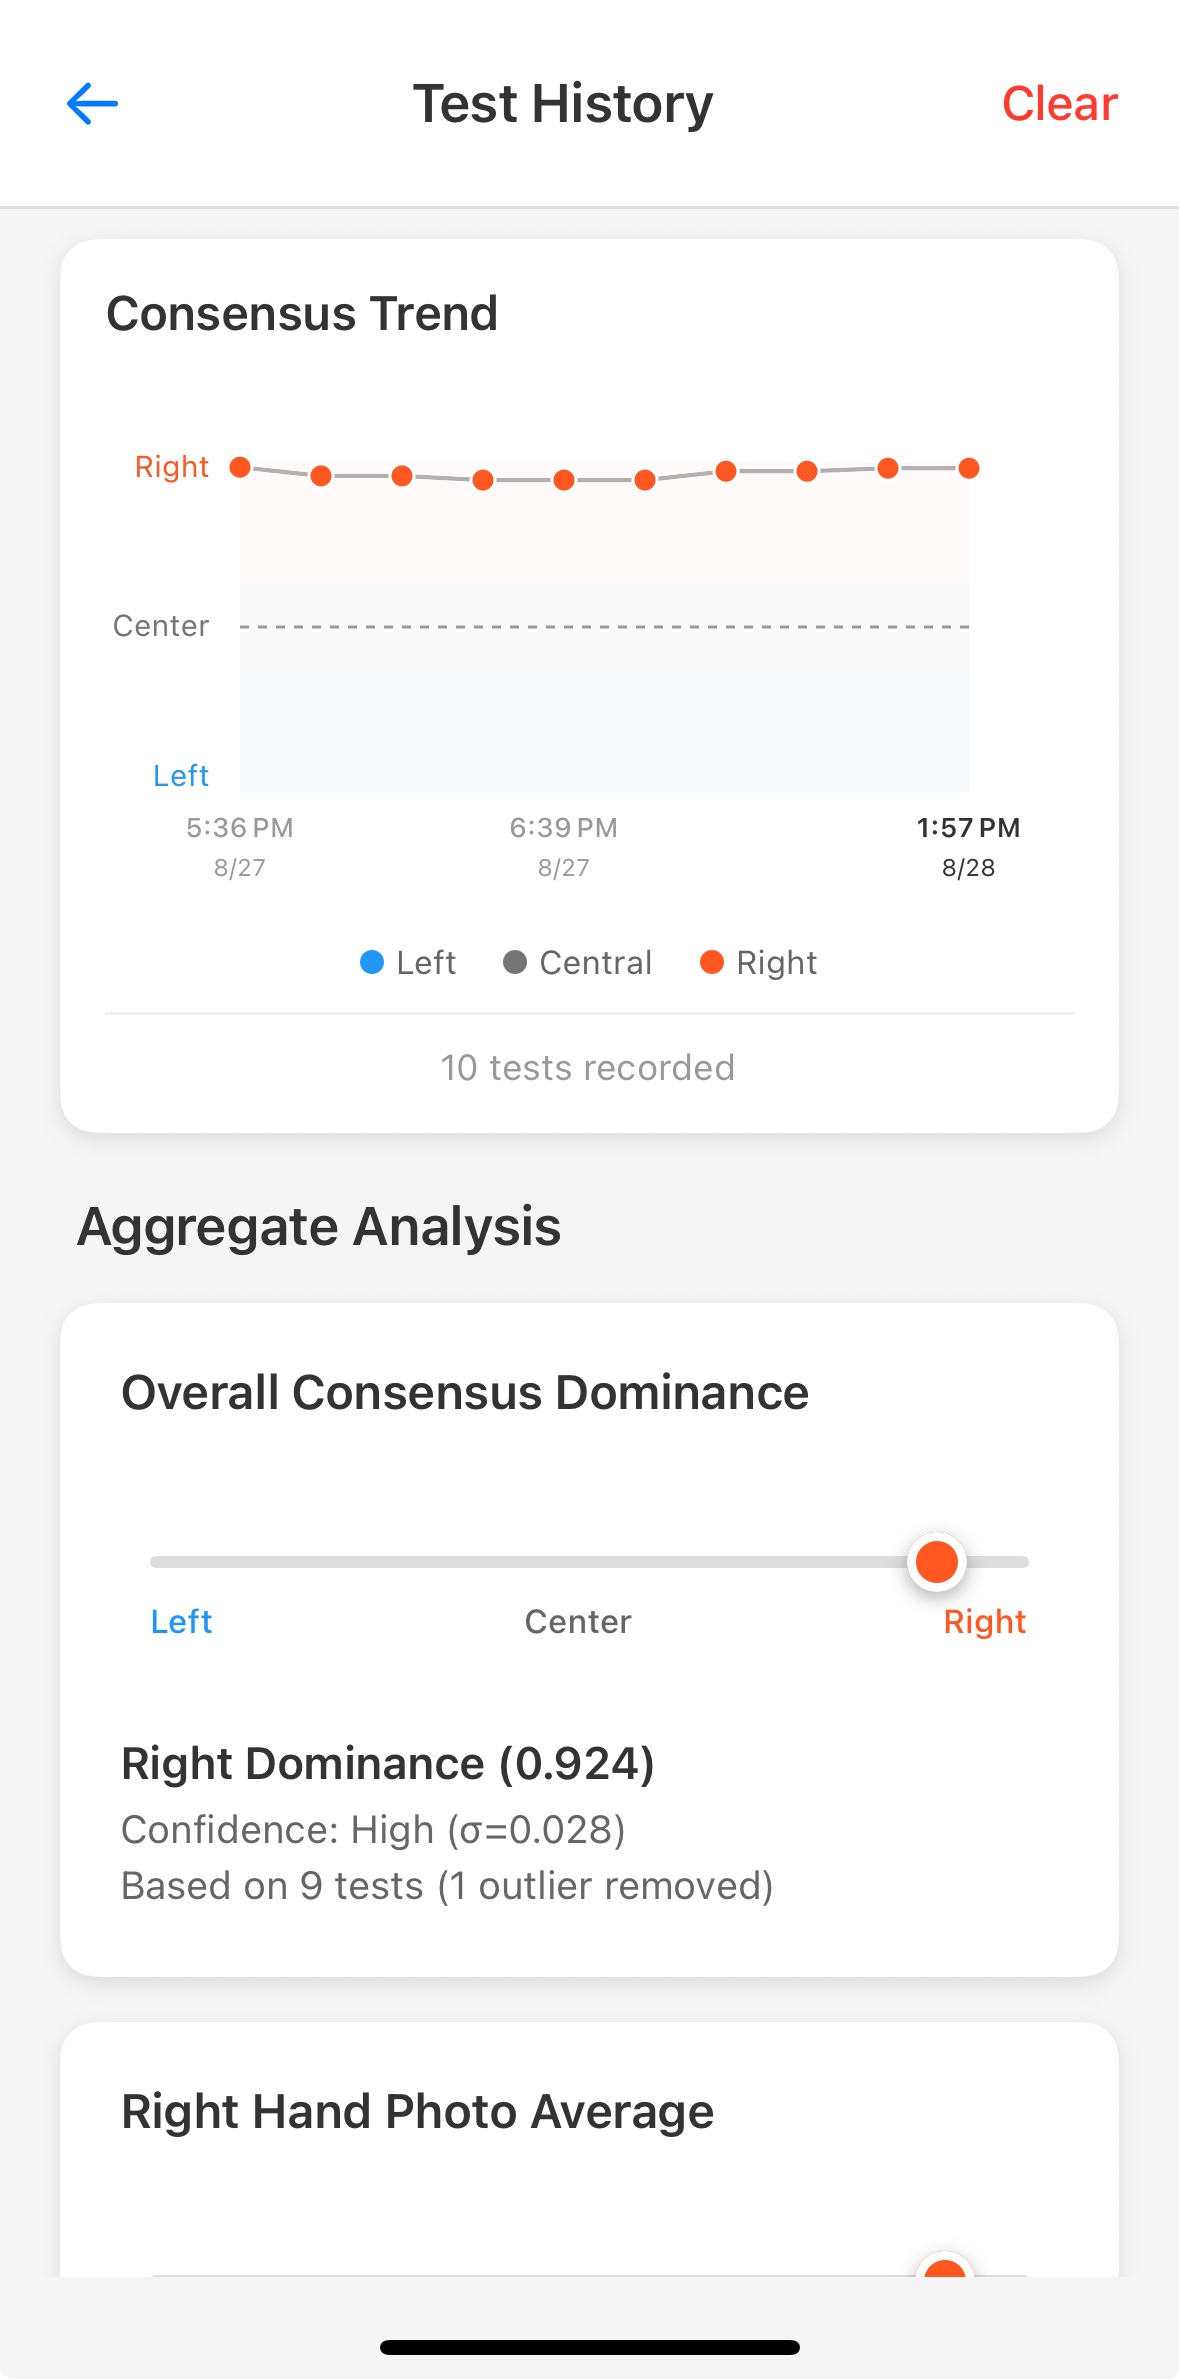 Test History
Clear
Consensus Trend
Right
Center
Left
5:36 PM
8/27
6:39 PM
8/27
1:57 PM
8/28
Left
Central
Right
10 tests recorded
Aggregate Analysis
Overall Consensus Dominance
Left
Center
Right
Right Dominance (0.924)
Confidence: High (σ=0.028)
Based on 9 tests (1 outlier removed)
Right Hand Photo Average